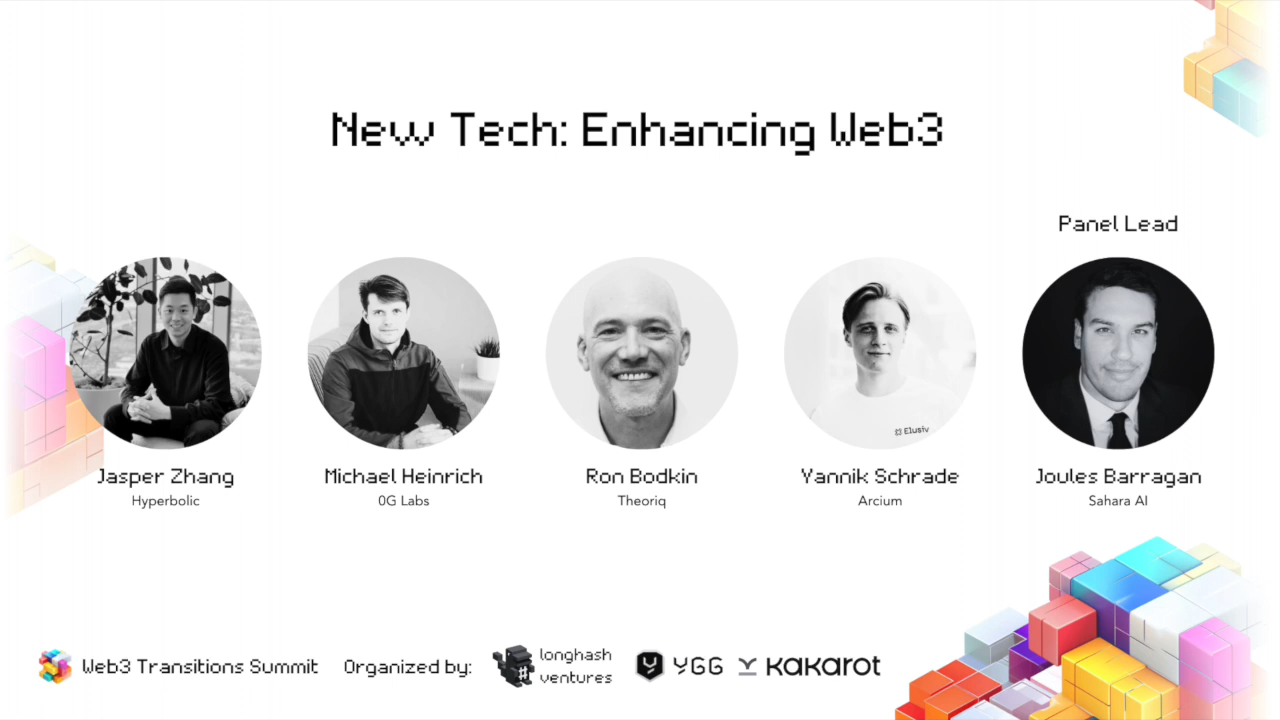 New Tech: Enhancing Web3
Panel Lead
Elusiv
Jasper Zhang
Hyperbolic
Michael Heinrich
0G Labs
Ron Bodkin
Theoriq
Yannik Schrade
Arcium
Joules Barragan
Sahara AI
Web3 Transitions Summit
Organized by:
longhash
ventures
YGG
KAKAROT